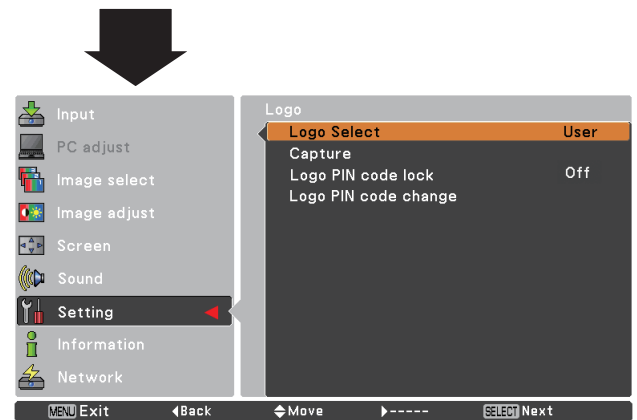 Input
PC adjust
Image select
Image adjust
Screen
Sound
Setting
Information
Network
Logo
Logo Select User
Capture
Logo PIN code lock Off
Logo PIN code change
MENU Exit ◀Back ◆Move ▶----- SELECT Next